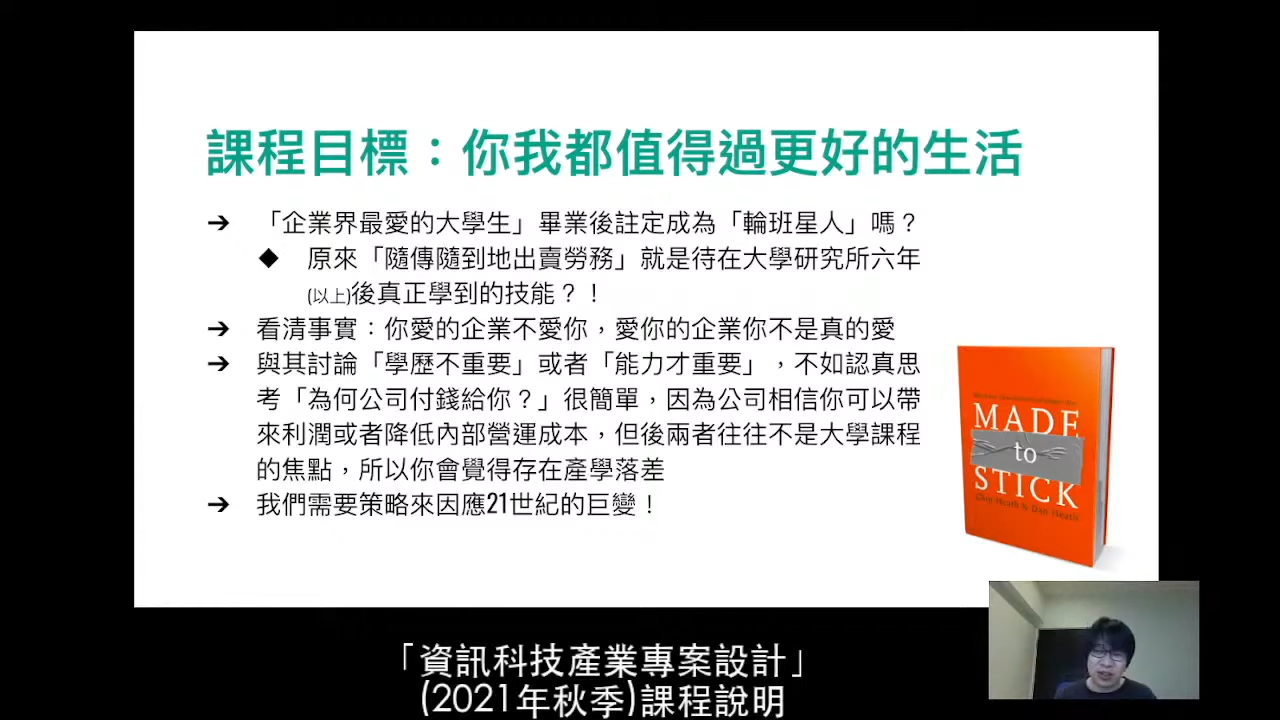 課程目標：你我都值得過更好的生活
➔ 「企業界最愛的大學生」畢業後註定成為「輪班星人」嗎？
◆ 原來「隨傳隨到地出賣勞務」就是待在大學研究所六年
(以上)後真正學到的技能？！
➔ 看清事實：你愛的企業不愛你，愛你的企業你不是真的愛
➔ 與其討論「學歷不重要」或者「能力才重要」，不如認真思
考「為何公司付錢給你？」很簡單，因為公司相信你可以帶
來利潤或者降低內部營運成本，但後兩者往往不是大學課程
的焦點，所以你會覺得存在產學落差
➔ 我們需要策略來因應21世紀的巨變！
MADE
to
STICK
Chip Heath & Dan Heath
「資訊科技產業專案設計」
(2021年秋季)課程說明